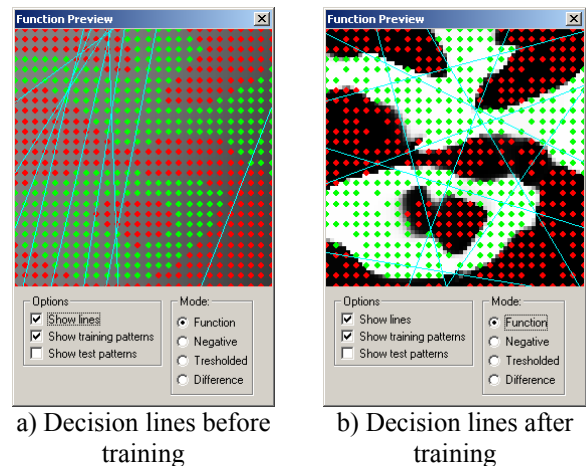 Function Preview
Options
Show lines
Show training patterns
Show test patterns
Mode:
Function
Negative
Tresholded
Difference
a) Decision lines before
training
Function Preview
Options
Show lines
Show training patterns
Show test patterns
Mode:
Function
Negative
Tresholded
Difference
b) Decision lines after
training